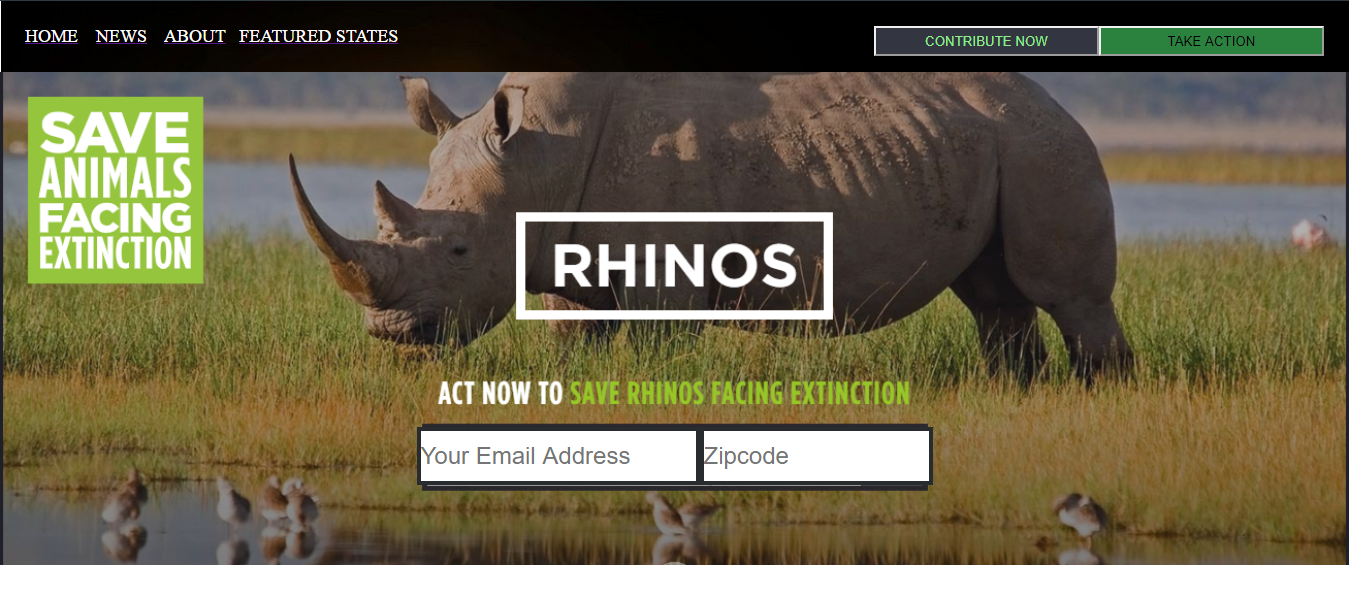 HOME NEWS ABOUT FEATURED STATES CONTRIBUTE NOW TAKE ACTION
SAVE
ANIMALS
FACING
EXTINCTION
RHINOS
ACT NOW TO SAVE RHINOS FACING EXTINCTION
Your Email Address Zipcode